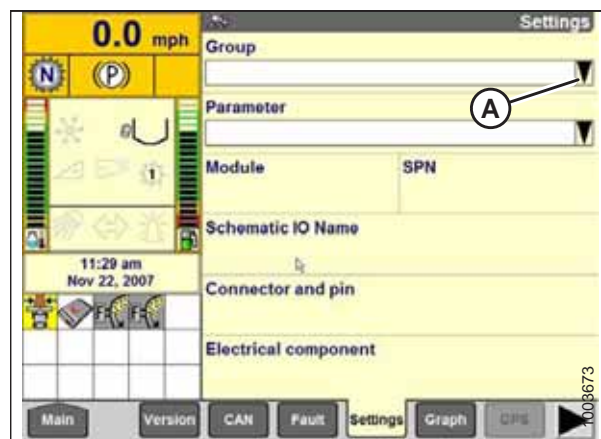 0.0 mph
Settings
N
(P)
Group
A
Parameter
1
Module SPN
Schematic IO Name
11:29 am
Nov 22, 2007
Connector and pin
F
F
Electrical component
1003673
Main Version CAN Fault Settings Graph GPS